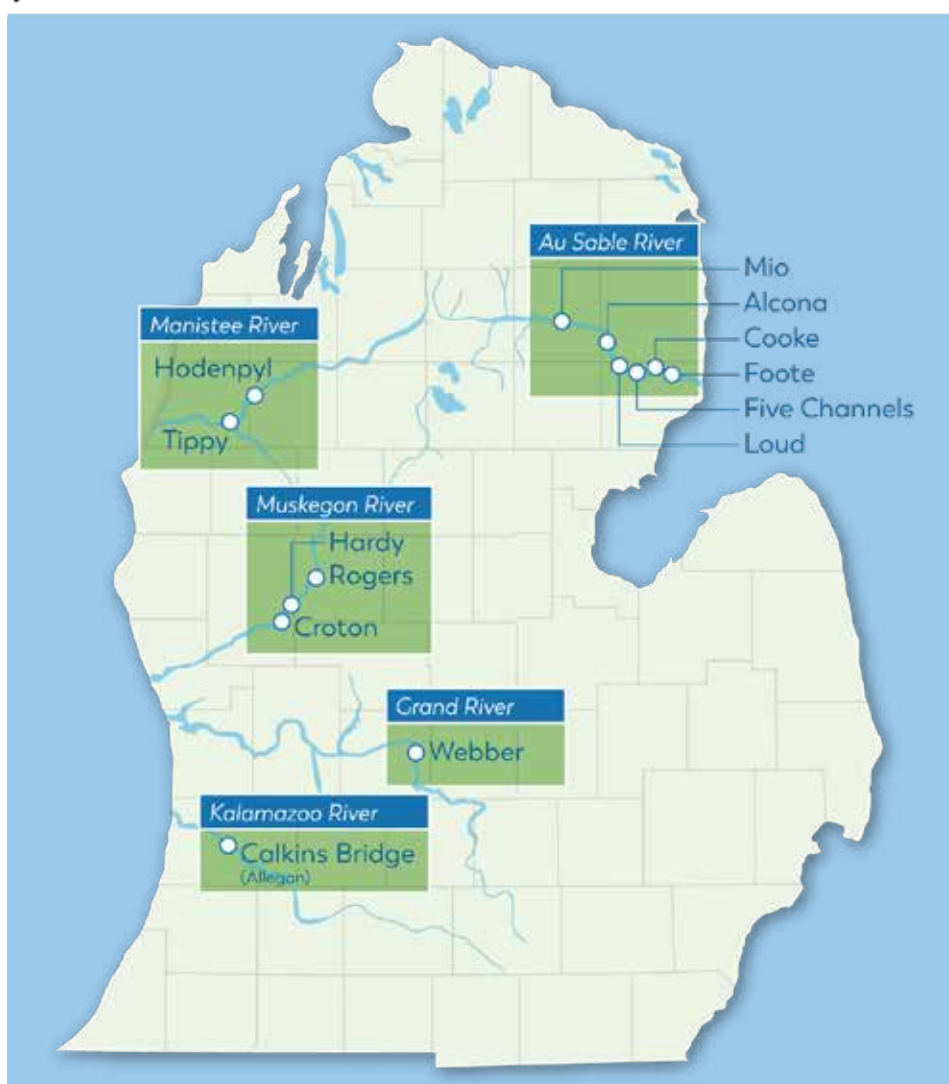 Au Sable River
Mio
Alcona
Cooke
Foote
Five Channels
Loud
Manistee River
Hodenpyl
Tippy
Muskegon River
Hardy
Rogers
Croton
Grand River
Webber
Kalamazoo River
Calkins Bridge
(Allegan)